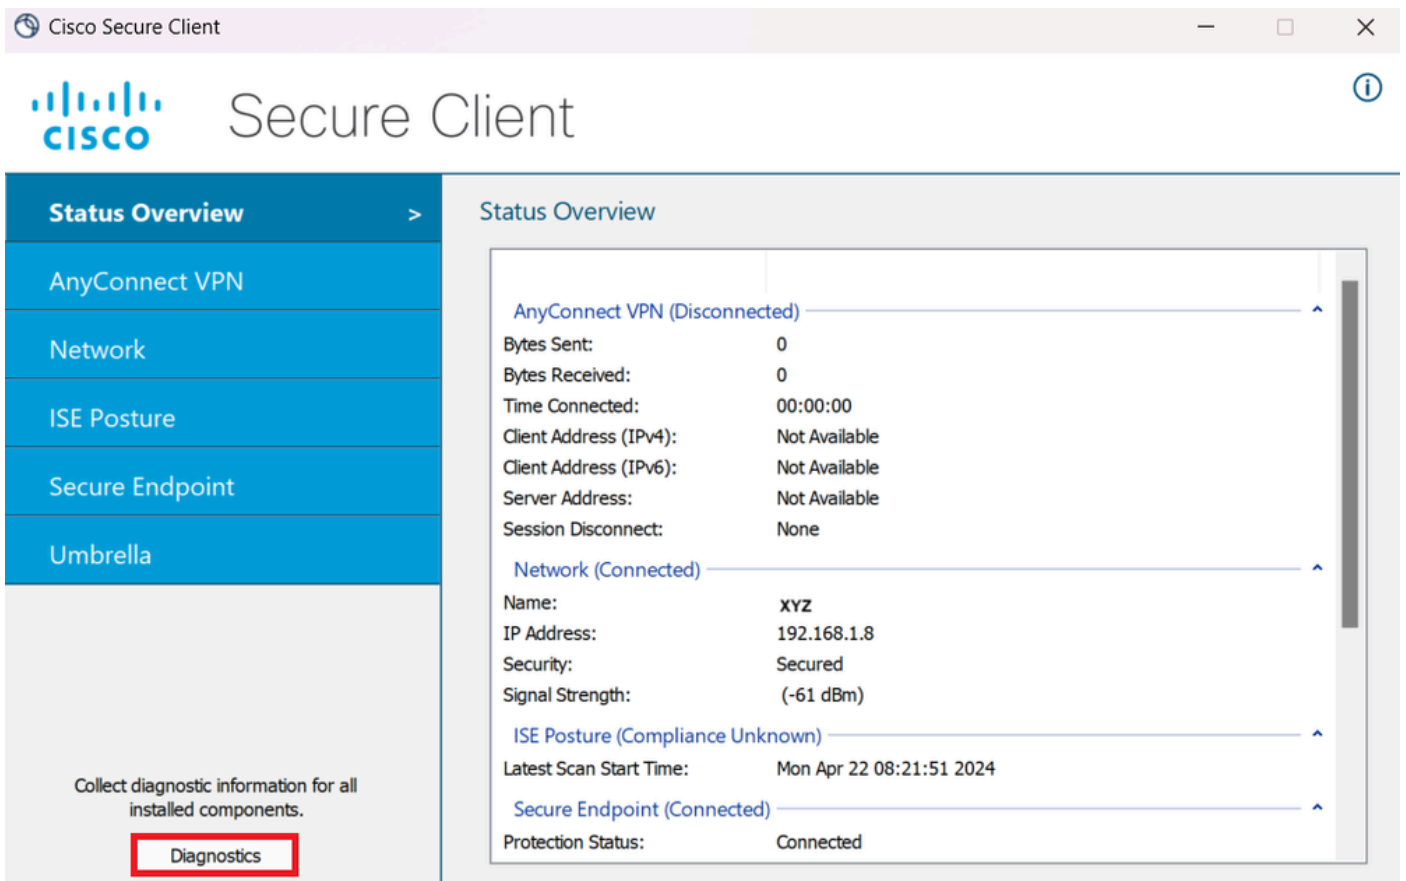 Cisco Secure Client
CISCO Secure Client
Status Overview >
AnyConnect VPN
Network
ISE Posture
Secure Endpoint
Umbrella
Collect diagnostic information for all
installed components.
Diagnostics
Status Overview
AnyConnect VPN (Disconnected)
Bytes Sent: 0
Bytes Received: 0
Time Connected: 00:00:00
Client Address (IPv4): Not Available
Client Address (IPv6): Not Available
Server Address: Not Available
Session Disconnect: None
Network (Connected)
Name: XYZ
IP Address: 192.168.1.8
Security: Secured
Signal Strength: (-61 dBm)
ISE Posture (Compliance Unknown)
Latest Scan Start Time: Mon Apr 22 08:21:51 2024
Secure Endpoint (Connected)
Protection Status: Connected